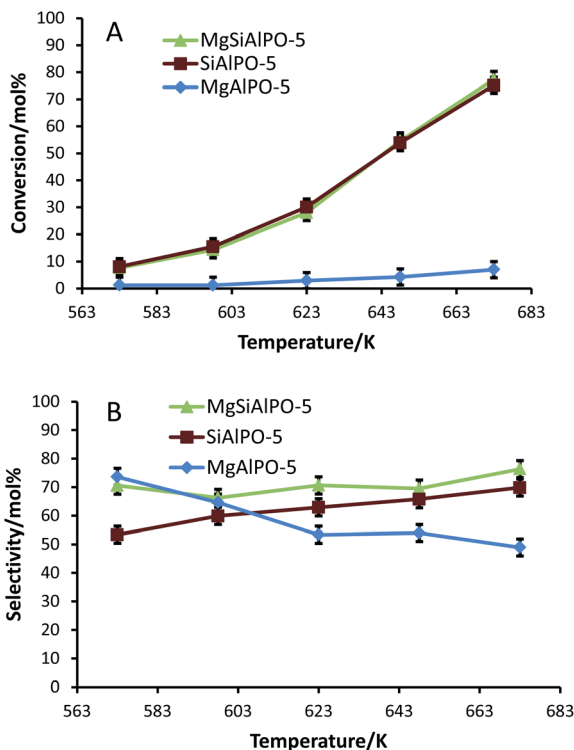 A
MgSiAlPO-5
SiAlPO-5
MgAlPO-5
Conversion/mol%
100
90
80
70
60
50
40
30
20
10
0
563 583 603 623 643 663 683
Temperature/K
B
MgSiAlPO-5
SiAlPO-5
MgAlPO-5
Selectivity/mol%
100
90
80
70
60
50
40
30
20
10
0
563 583 603 623 643 663 683
Temperature/K